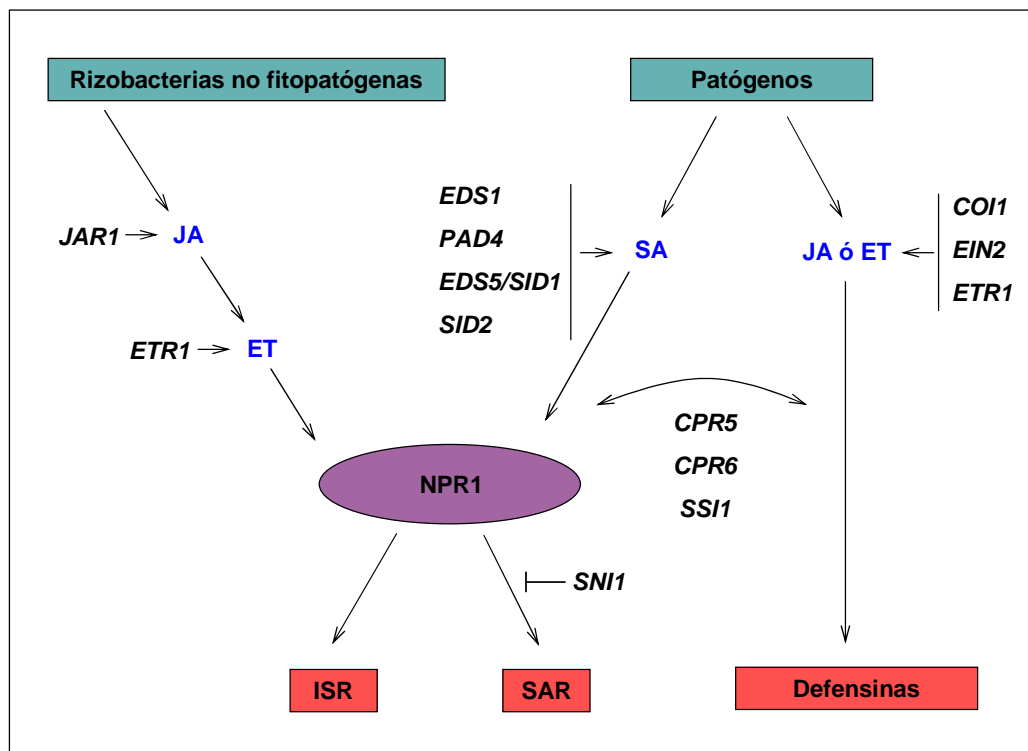 Rizobacterias no fitopatógenas
Patógenos
EDS1
PAD4
EDS5/SID1
SID2
COI1
EIN2
ETR1
JAR1
JA
SA
JA ó ET
ETR1
ET
CPR5
CPR6
SSI1
NPR1
SNI1
ISR
SAR
Defensinas